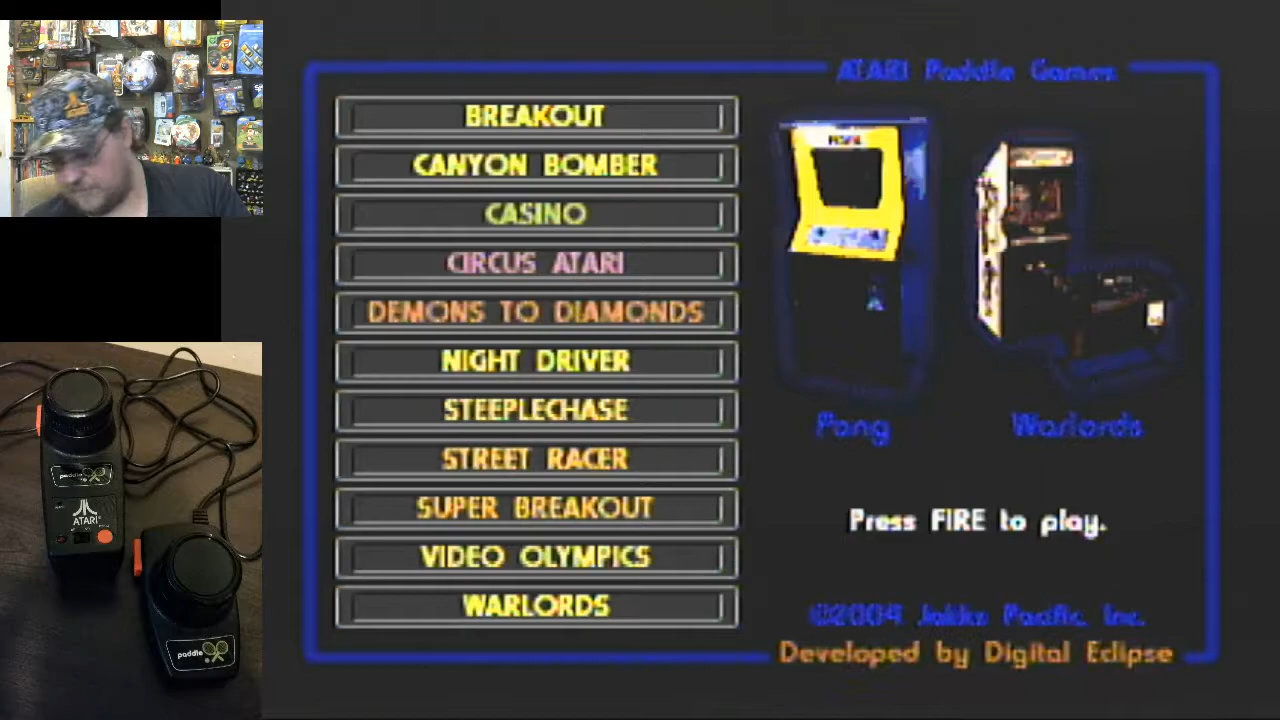 ATARI Paddle Games
BREAKOUT
CANYON BOMBER
CASINO
CIRCUS ATARI
DEMONS TO DIAMONDS
NIGHT DRIVER
STEEPLECHASE
STREET RACER
SUPER BREAKOUT
VIDEO OLYMPICS
WARLORDS
PONG
Pong
Warlords
Press FIRE to play.
©2004 Jakks Pacific, Inc.
Developed by Digital Eclipse
paddle
ATARI
paddle